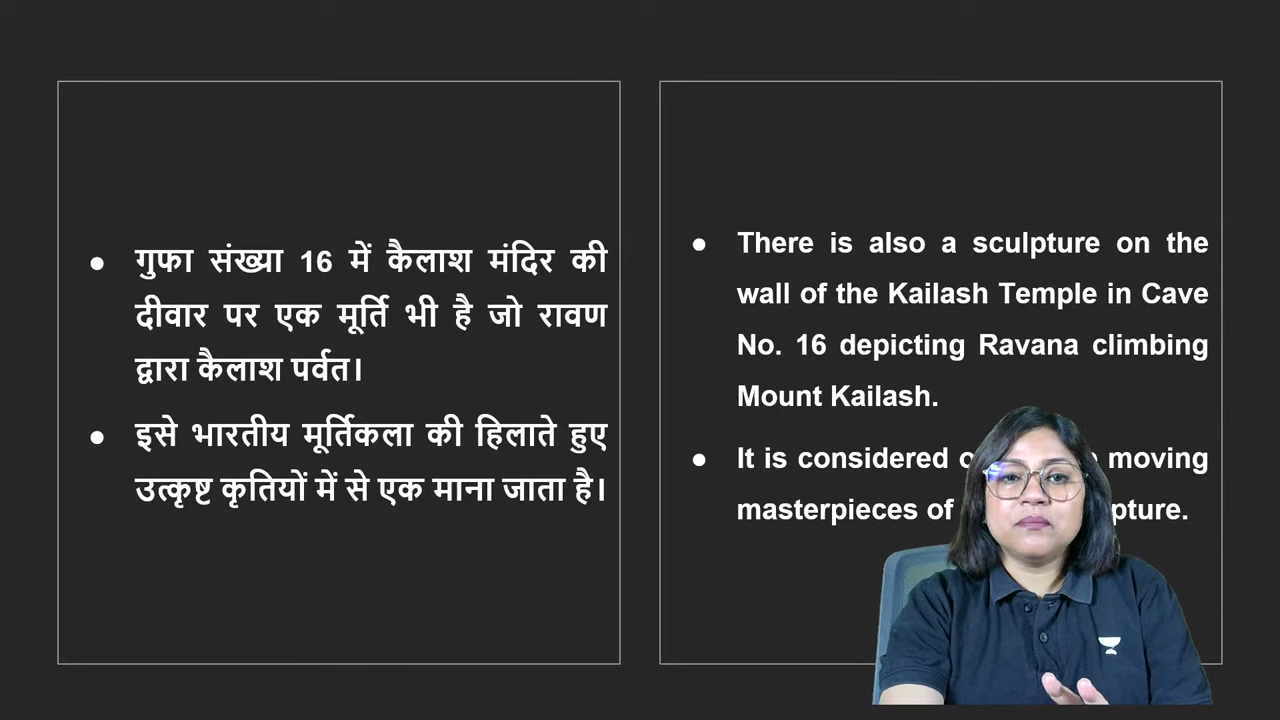 गुफा संख्या 16 में कैलाश मंदिर की
दीवार पर एक मूर्ति भी है जो रावण
द्वारा कैलाश पर्वत।
इसे भारतीय मूर्तिकला की हिलाते हुए
उत्कृष्ट कृतियों में से एक माना जाता है।
There is also a sculpture on the
wall of the Kailash Temple in Cave
No. 16 depicting Ravana climbing
Mount Kailash.
It is considered moving
masterpieces of